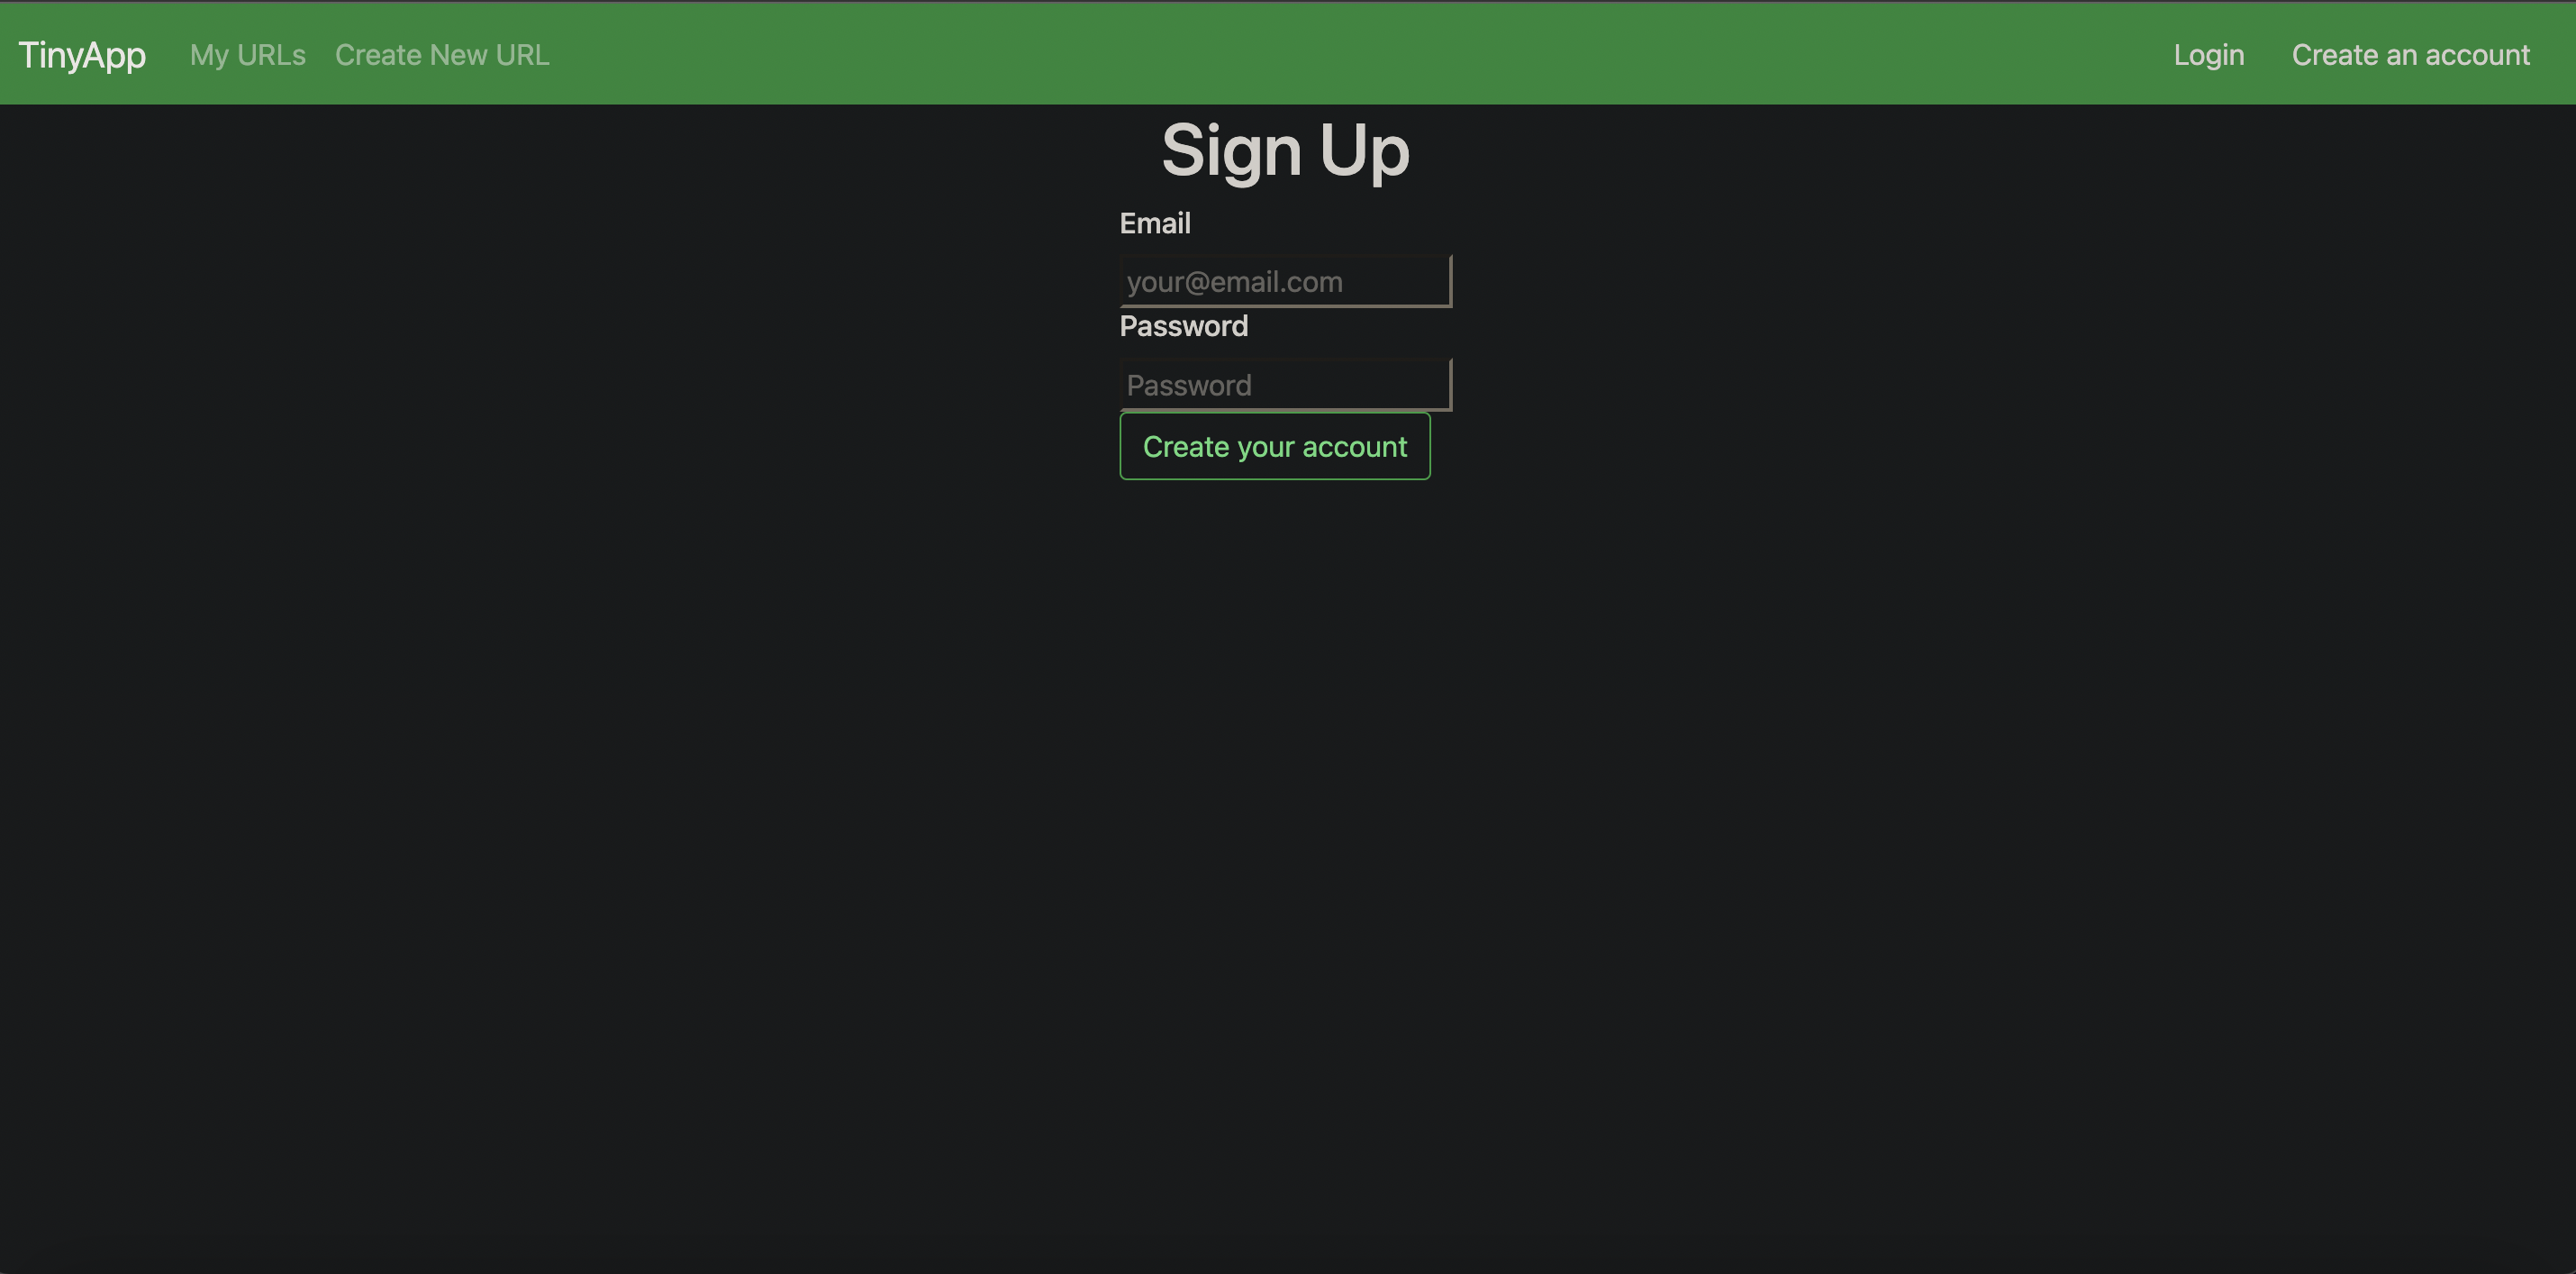 TinyApp My URLs Create New URL Login Create an account
Sign Up
Email
your@email.com
Password
Password
Create your account